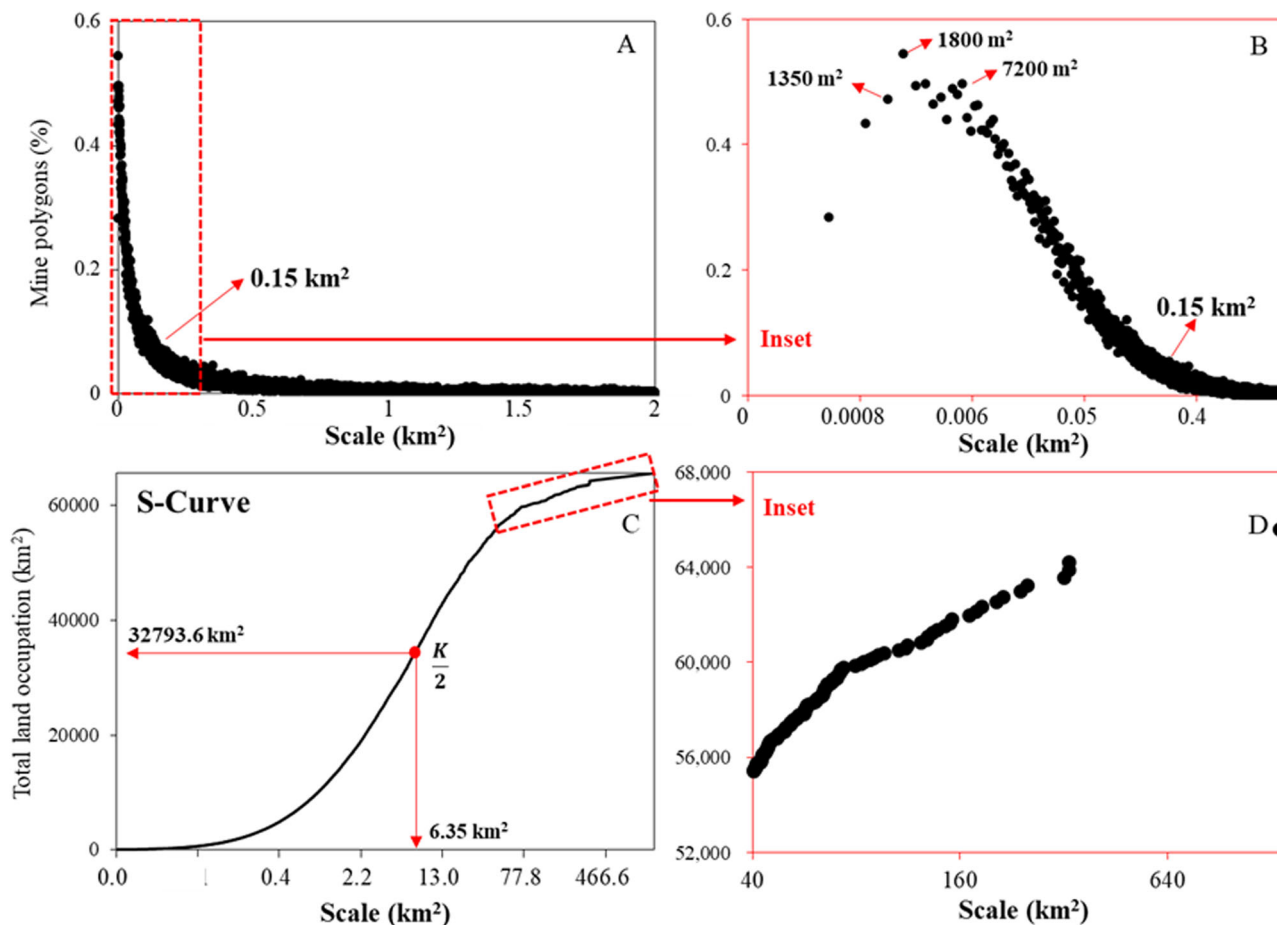 A
0.6
0.4
0.2
0
Mine polygons (%)
0.15 km²
0
0.5
1
1.5
2
Scale (km²)
Inset
B
0.6
0.4
0.2
0
1800 m²
1350 m²
7200 m²
0.15 km²
0
0.0008
0.006
0.05
0.4
Scale (km²)
S-Curve
C
60000
40000
20000
0
Total land occupation (km²)
32793.6 km²
K
2
6.35 km²
0.0
0.4
2.2
13.0
77.8
466.6
Scale (km²)
Inset
D
68,000
64,000
60,000
56,000
52,000
40
160
640
Scale (km²)